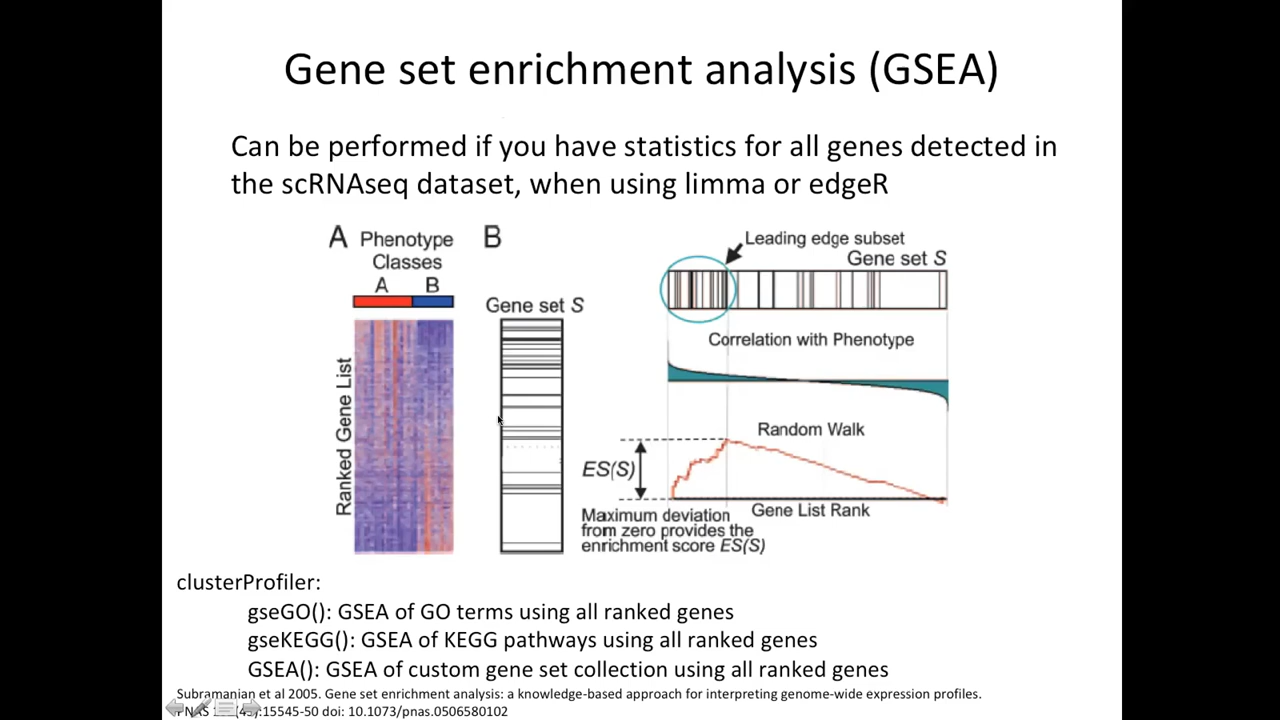 Gene set enrichment analysis (GSEA)
Can be performed if you have statistics for all genes detected in
the scRNAseq dataset, when using limma or edgeR
A
Phenotype
Classes
A B
Ranked Gene List
B
Gene set S
Leading edge subset
Gene set S
Correlation with Phenotype
Random Walk
ES(S)
Gene List Rank
Maximum deviation
from zero provides the
enrichment score ES(S)
clusterProfiler:
gseGO(): GSEA of GO terms using all ranked genes
gseKEGG(): GSEA of KEGG pathways using all ranked genes
GSEA(): GSEA of custom gene set collection using all ranked genes
Subramanian et al 2005. Gene set enrichment analysis: a knowledge-based approach for interpreting genome-wide expression profiles.
PNAS :15545-50 doi: 10.1073/pnas.0506580102